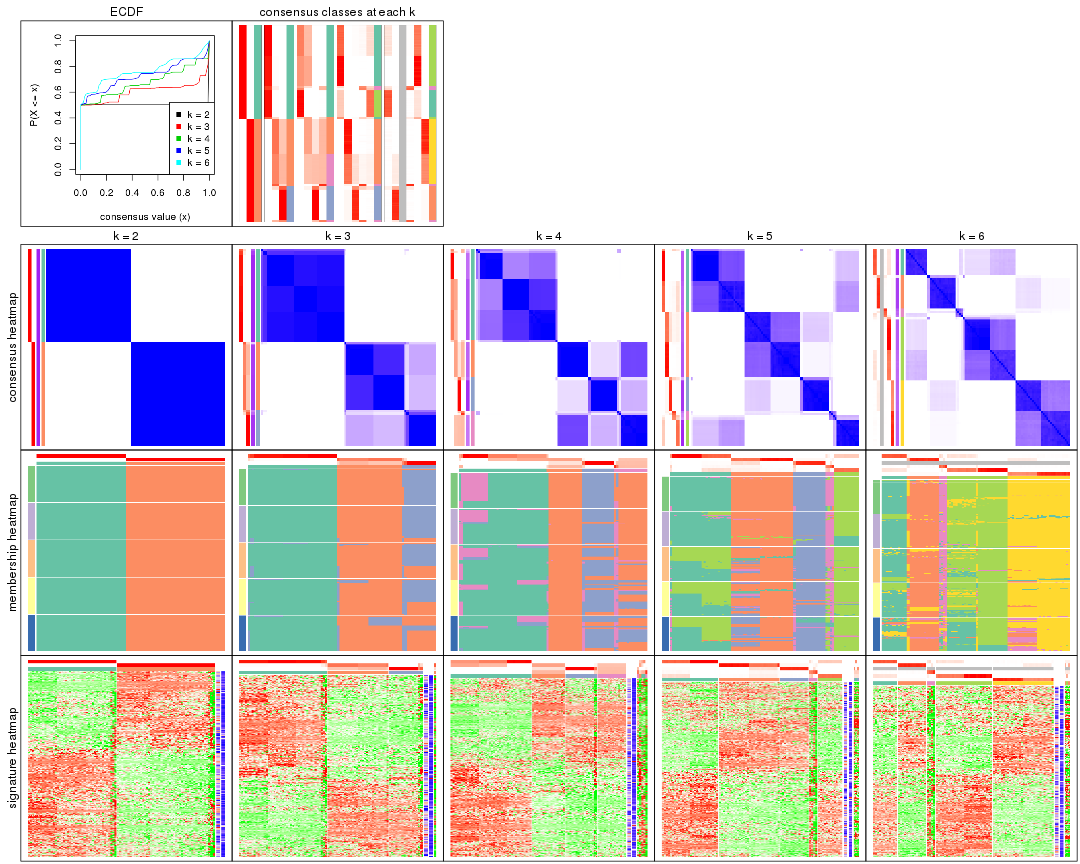 ECDF
consensus classes at each k
P(X <= x)
0.0 0.2 0.4 0.6 0.8 1.0
k = 2
k = 3
k = 4
k = 5
k = 6
0.0 0.2 0.4 0.6 0.8 1.0
consensus value (x)
k = 2
k = 3
k = 4
k = 5
k = 6
consensus heatmap
membership heatmap
signature heatmap